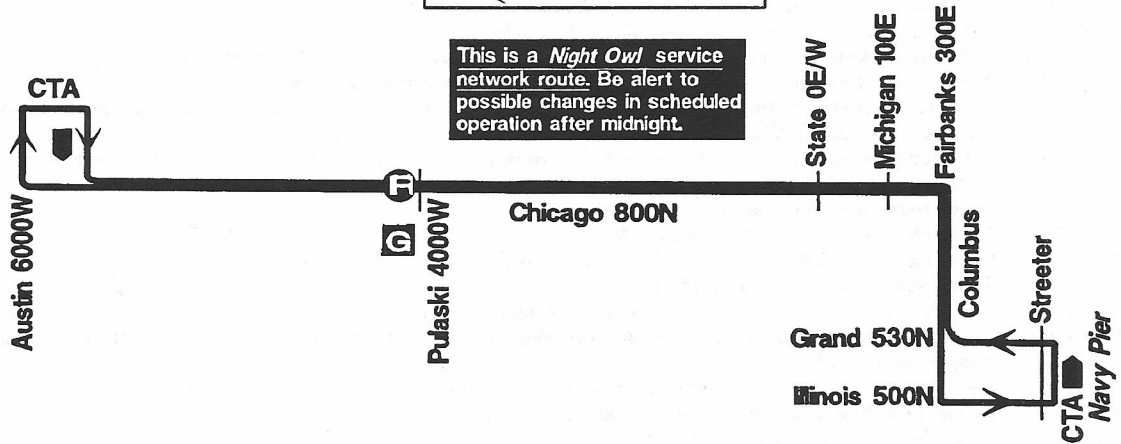 This is a Night Owl service
network route. Be alert to
possible changes in scheduled
operation after midnight.
CTA
Austin 6000W
R
G
Pulaski 4000W
Chicago 800N
State 0E/W
Michigan 100E
Fairbanks 300E
Columbus
Streeter
Grand 530N
Illinois 500N
CTA
Navy Pier